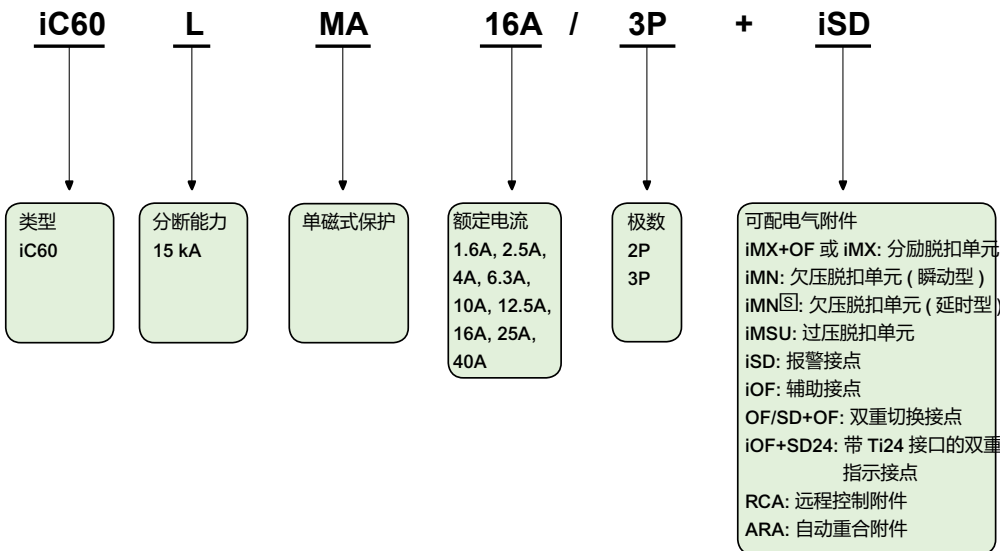 iC60 L MA 16A / 3P + iSD
类型
iC60
分断能力
15 kA
单磁式保护
额定电流
1.6A, 2.5A,
4A, 6.3A,
10A, 12.5A,
16A, 25A,
40A
极数
2P
3P
可配电气附件
iMX+OF 或 iMX: 分励脱扣单元
iMN: 欠压脱扣单元 ( 瞬动型 )
iMN🅂: 欠压脱扣单元 ( 延时型 )
iMSU: 过压脱扣单元
iSD: 报警接点
iOF: 辅助接点
OF/SD+OF: 双重切换接点
iOF+SD24: 带 Ti24 接口的双重
指示接点
RCA: 远程控制附件
ARA: 自动重合附件